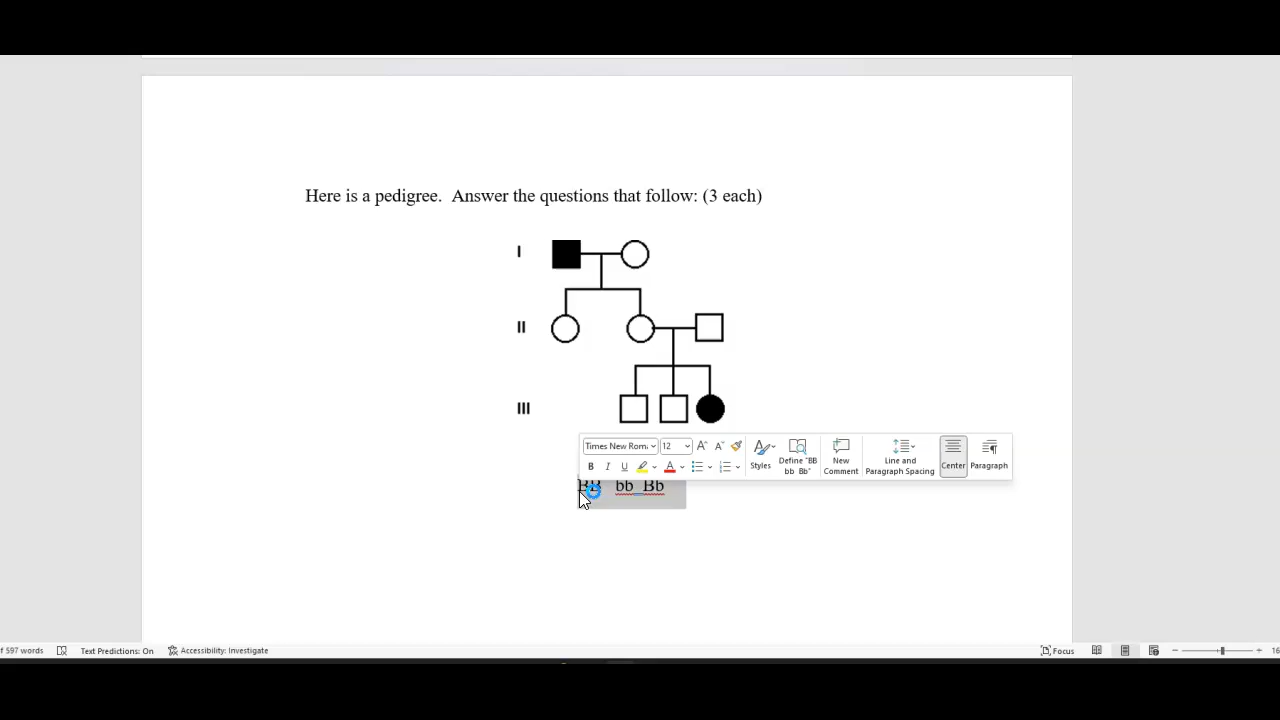 Here is a pedigree. Answer the questions that follow: (3 each)
I
II
III
Times New Roma
12
B I U A
Styles
Define "BB bb Bb"
New Comment
Line and Paragraph Spacing
Center
Paragraph
BB bb Bb
f 597 words
Text Predictions: On
Accessibility: Investigate
Focus
16